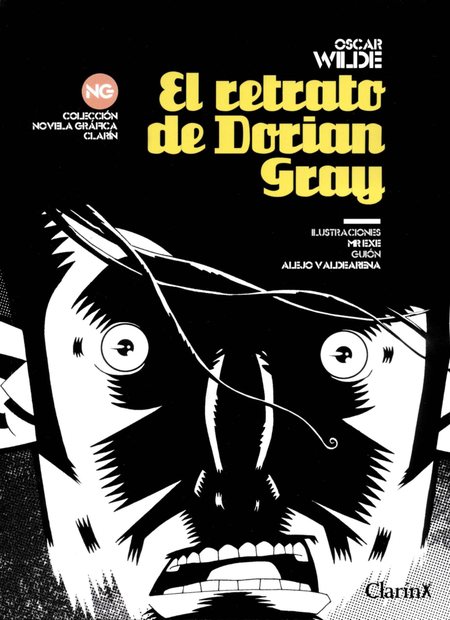 OSCAR
WILDE
El retrato
de Dorian
Gray
NG
COLECCIÓN
NOVELA GRÁFICA
CLARÍN
ILUSTRACIONES
MR EXE
GUIÓN
ALEJO VALDEARENA
ClarínX